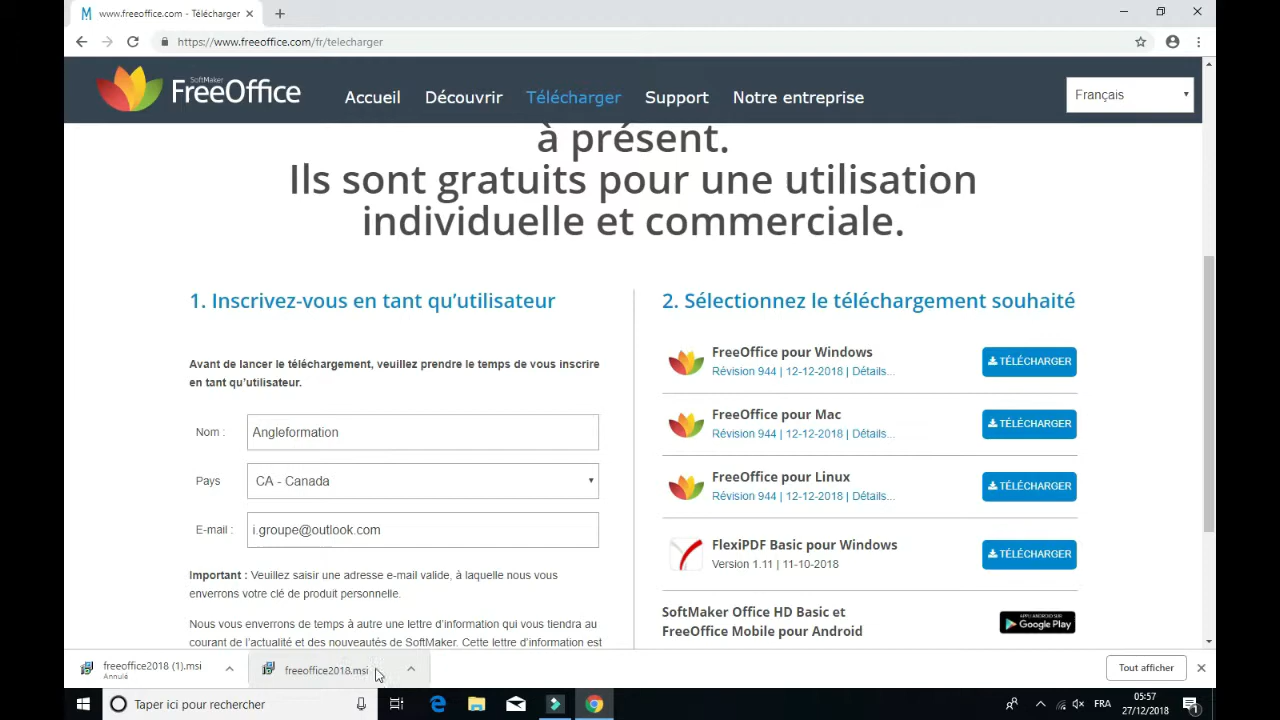 www.freeoffice.com - Télécharger
https://www.freeoffice.com/fr/telecharger
SoftMaker
FreeOffice
Accueil
Découvrir
Télécharger
Support
Notre entreprise
Français
à présent.
Ils sont gratuits pour une utilisation
individuelle et commerciale.
1. Inscrivez-vous en tant qu'utilisateur
Avant de lancer le téléchargement, veuillez prendre le temps de vous inscrire
en tant qu'utilisateur.
Nom :
Angleformation
Pays
CA - Canada
E-mail :
i.groupe@outlook.com
Important : Veuillez saisir une adresse e-mail valide, à laquelle nous vous
enverrons votre clé de produit personnelle.
Nous vous enverrons de temps à autre une lettre d'information qui vous tiendra au
courant de l'actualité et des nouveautés de SoftMaker. Cette lettre d'information est
2. Sélectionnez le téléchargement souhaité
FreeOffice pour Windows
Révision 944 | 12-12-2018 | Détails...
TÉLÉCHARGER
FreeOffice pour Mac
Révision 944 | 12-12-2018 | Détails...
TÉLÉCHARGER
FreeOffice pour Linux
Révision 944 | 12-12-2018 | Détails...
TÉLÉCHARGER
FlexiPDF Basic pour Windows
Version 1.11 | 11-10-2018
TÉLÉCHARGER
SoftMaker Office HD Basic et
FreeOffice Mobile pour Android
Google Play
freeoffice2018 (1).msi
Annulé
freeoffice2018.msi
Tout afficher
Taper ici pour rechercher
FRA
05:57
27/12/2018
1